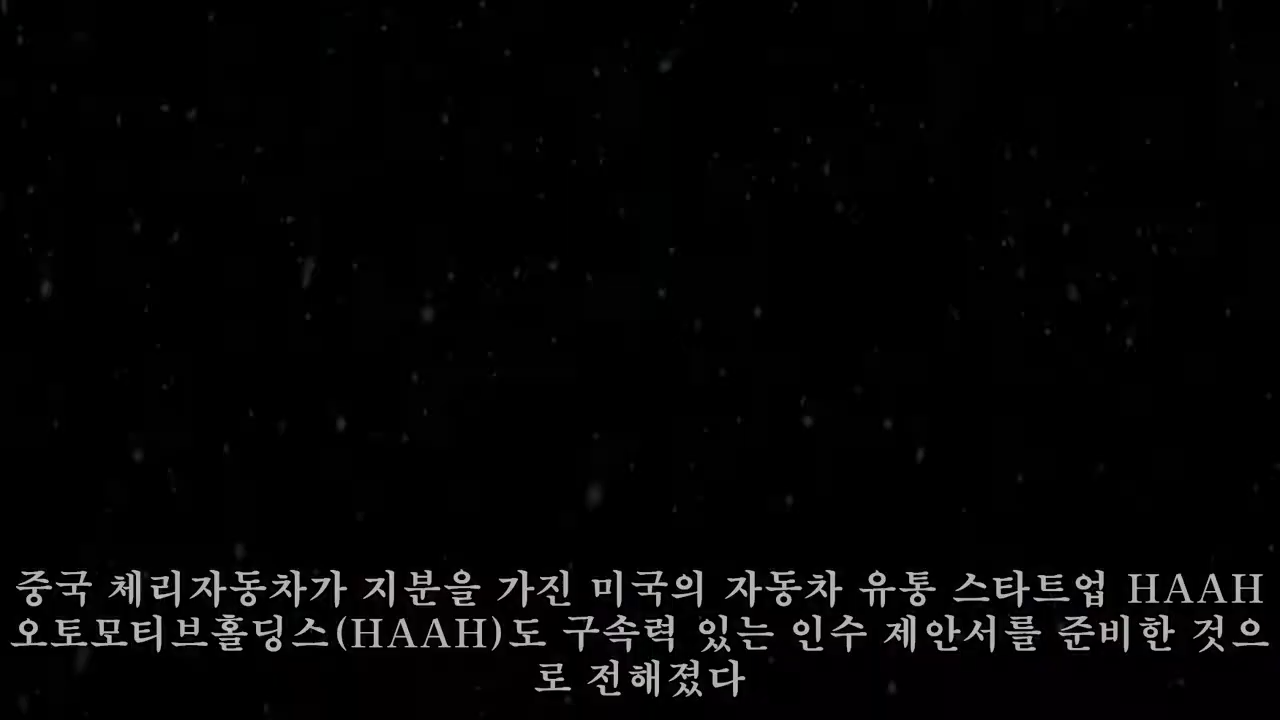 중국 체리자동차가 지분을 가진 미국의 자동차 유통 스타트업 HAAH
오토모티브홀딩스(HAAH)도 구속력 있는 인수 제안서를 준비한 것으
로 전해졌다